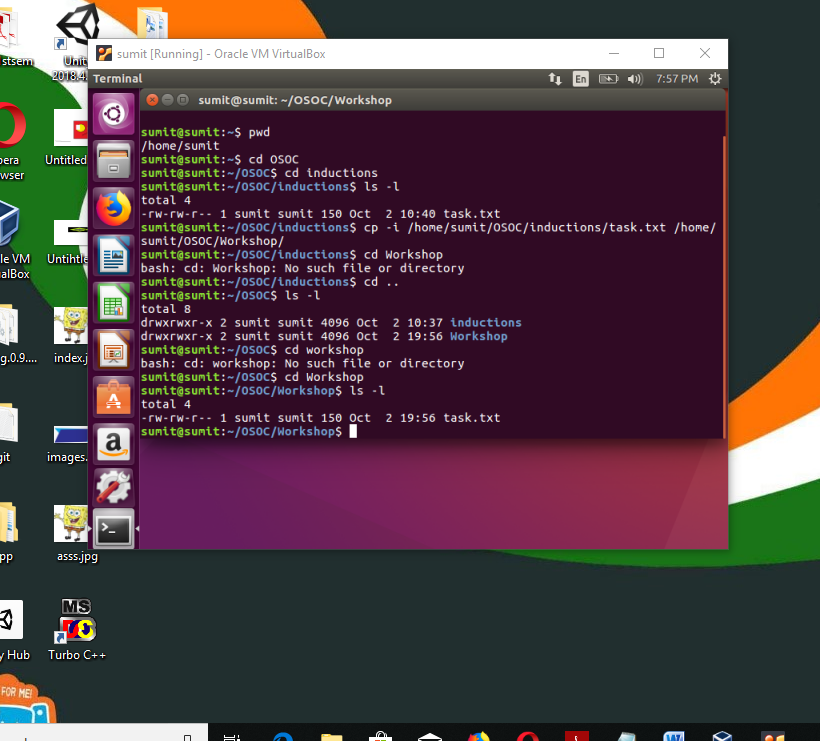 stsem
Unit
2018.4.
sumit [Running] - Oracle VM VirtualBox
Terminal
En
7:57 PM
sumit@sumit: ~/OSOC/Workshop
sumit@sumit:~$ pwd
/home/sumit
sumit@sumit:~$ cd OSOC
sumit@sumit:~/OSOC$ cd inductions
sumit@sumit:~/OSOC/inductions$ ls -l
total 4
-rw-rw-r-- 1 sumit sumit 150 Oct  2 10:40 task.txt
sumit@sumit:~/OSOC/inductions$ cp -i /home/sumit/OSOC/inductions/task.txt /home/
sumit/OSOC/Workshop/
sumit@sumit:~/OSOC/inductions$ cd Workshop
bash: cd: Workshop: No such file or directory
sumit@sumit:~/OSOC/inductions$ cd ..
sumit@sumit:~/OSOC$ ls -l
total 8
drwxrwxr-x 2 sumit sumit 4096 Oct  2 10:37 inductions
drwxrwxr-x 2 sumit sumit 4096 Oct  2 19:56 Workshop
sumit@sumit:~/OSOC$ cd workshop
bash: cd: workshop: No such file or directory
sumit@sumit:~/OSOC$ cd Workshop
sumit@sumit:~/OSOC/Workshop$ ls -l
total 4
-rw-rw-r-- 1 sumit sumit 150 Oct  2 19:56 task.txt
sumit@sumit:~/OSOC/Workshop$
pera
wser
Untitled
le VM
alBox
Untihtle
g.0.9....
index.j
git
images.
pp
asss.jpg
y Hub
MS
DOS
Turbo C++
FOR ME!